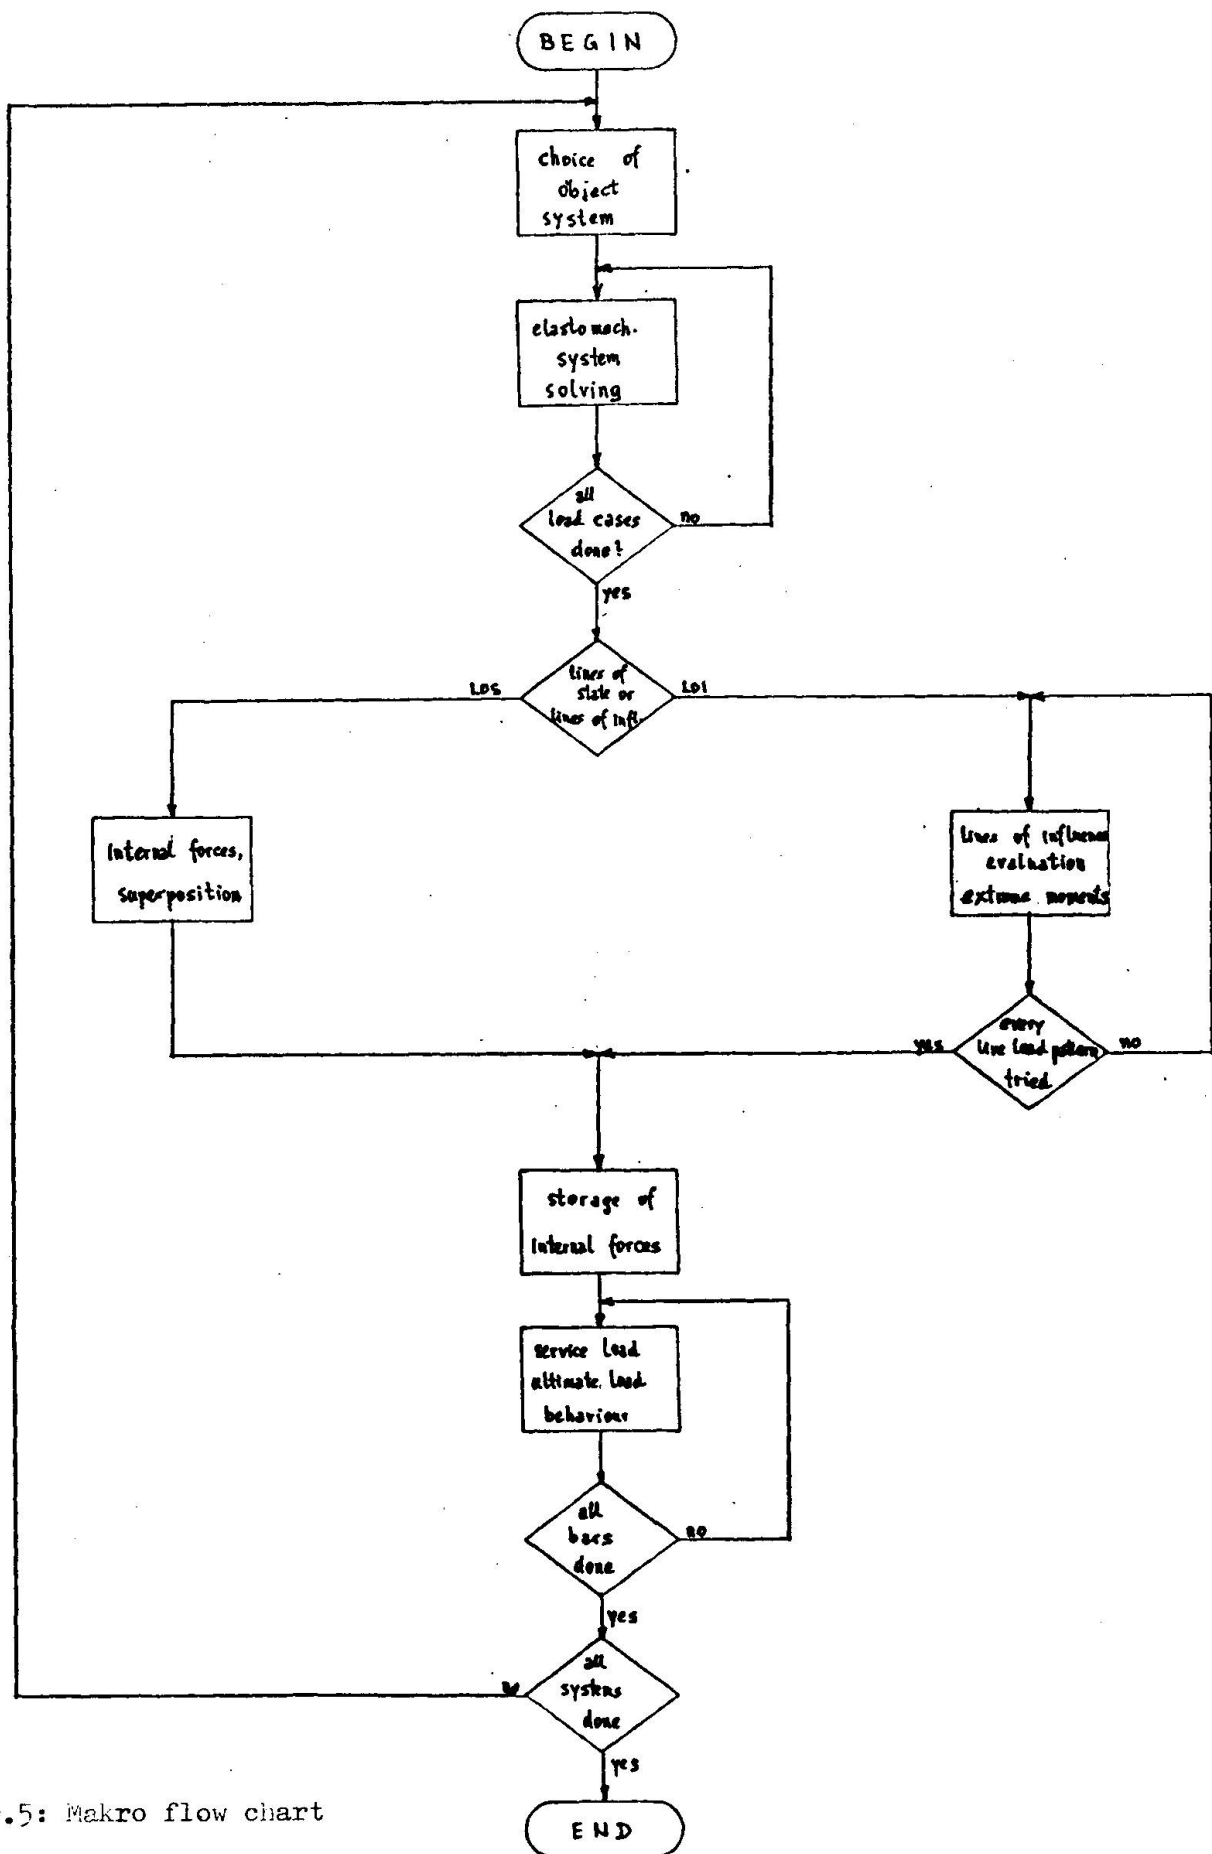 BEGIN
choice of
object
system
elastomech.
system
solving
all
load cases
done?
no
yes
lines of
state or
lines of infl.
LOS
LOI
Internal forces,
superposition
lines of influence
evaluation
extreme moments
every
live load pattern
tried
yes
no
storage of
Internal forces
service load
ultimate load
behaviour
all
bars
done
no
yes
all
systems
done
no
yes
END
.5: Makro flow chart